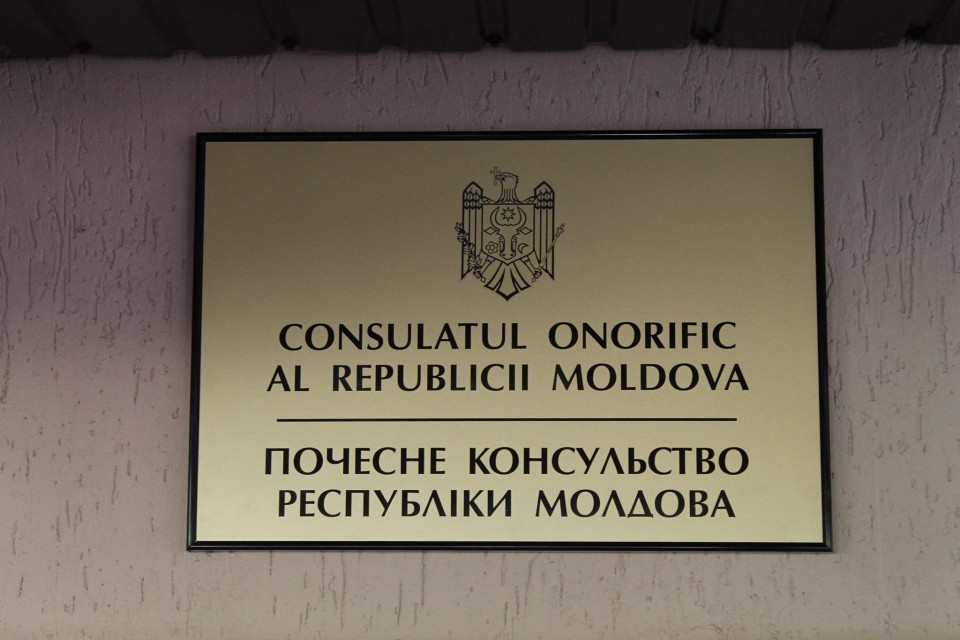 CONSULATUL ONORIFIC
AL REPUBLICII MOLDOVA
ПОЧЕСНЕ КОНСУЛЬСТВО
РЕСПУБЛІКИ МОЛДОВА